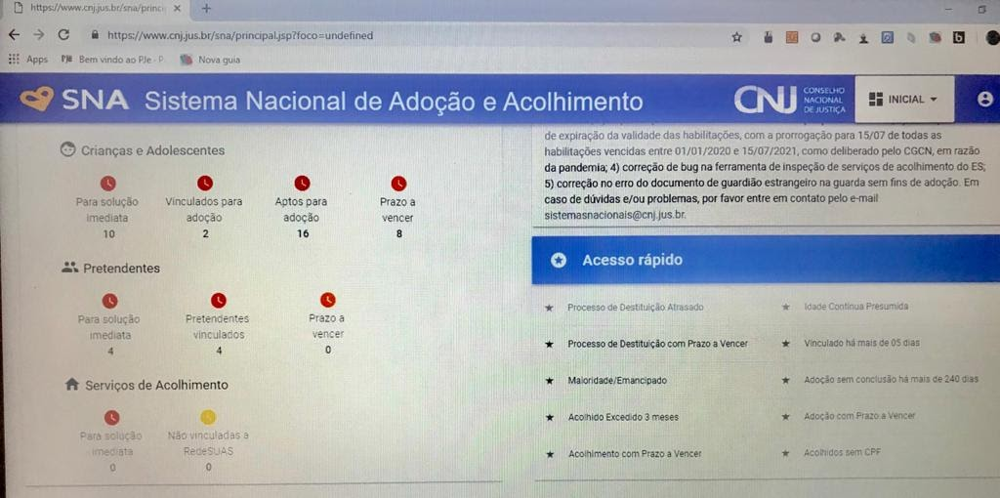 https://www.cnj.jus.br/sna/princip
https://www.cnj.jus.br/sna/principal.jsp?foco=undefined
Apps PJe Bem vindo ao PJe - P Nova guia
SNA Sistema Nacional de Adoção e Acolhimento
CNJ CONSELHO
NACIONAL
DE JUSTIÇA
INICIAL
Crianças e Adolescentes
Para solução
imediata
10
Vinculados para
adoção
2
Aptos para
adoção
16
Prazo a
vencer
8
Pretendentes
Para solução
imediata
4
Pretendentes
vinculados
4
Prazo a
vencer
0
Serviços de Acolhimento
Para solução
imediata
0
Não vinculadas a
RedeSUAS
0
de expiração da validade das habilitações, com a prorrogação para 15/07 de todas as
habilitações vencidas entre 01/01/2020 e 15/07/2021, como deliberado pelo CGCN, em razão
da pandemia; 4) correção de bug na ferramenta de inspeção de serviços de acolhimento do ES;
5) correção no erro do documento de guardião estrangeiro na guarda sem fins de adoção. Em
caso de dúvidas e/ou problemas, por favor entre em contato pelo e-mail
sistemasnacionais@cnj.jus.br.
Acesso rápido
Processo de Destituição Atrasado
Idade Contínua Presumida
Processo de Destituição com Prazo a Vencer
Vinculado há mais de 05 dias
Maioridade/Emancipado
Adoção sem conclusão há mais de 240 dias
Acolhido Excedido 3 meses
Adoção com Prazo a Vencer
Acolhimento com Prazo a Vencer
Acolhidos sem CPF